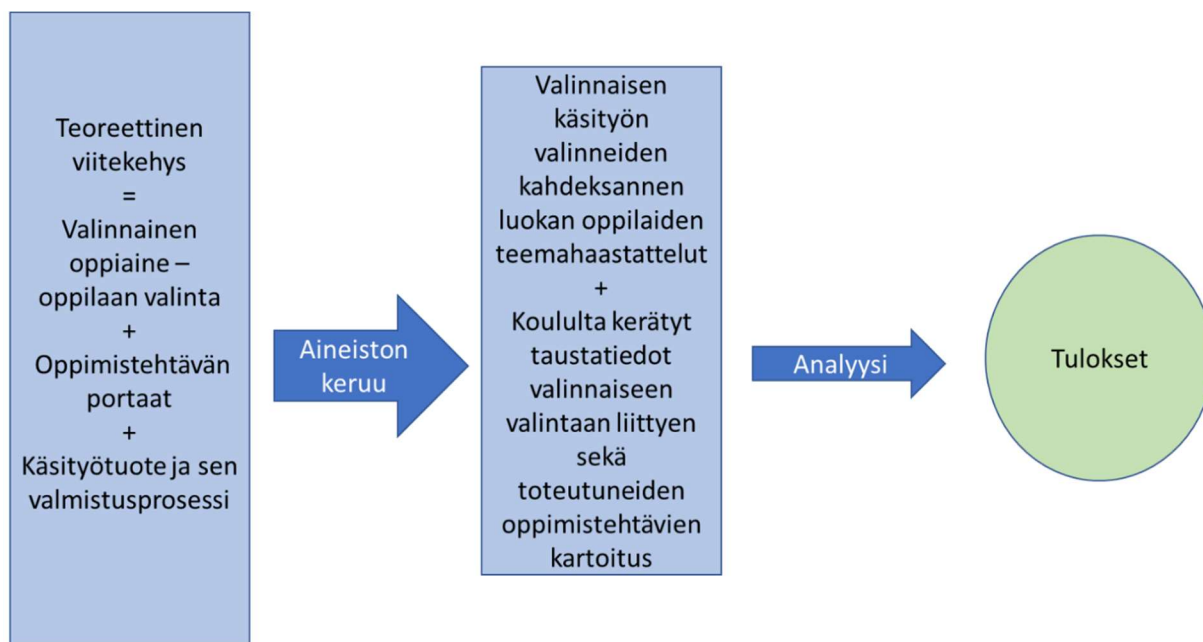 Teoreettinen
viitekehys
=
Valinnainen
oppiaine –
oppilaan valinta
+
Oppimistehtävän
portaat
+
Käsityötuote ja sen
valmistusprosessi
Aineiston
keruu
Valinnaisen
käsityön
valinneiden
kahdeksannen
luokan oppilaiden
teemahaastattelut
+
Koululta kerätyt
taustatiedot
valinnaiseen
valintaan liittyen
sekä
toteutuneiden
oppimistehtävien
kartoitus
Analyysi
Tulokset